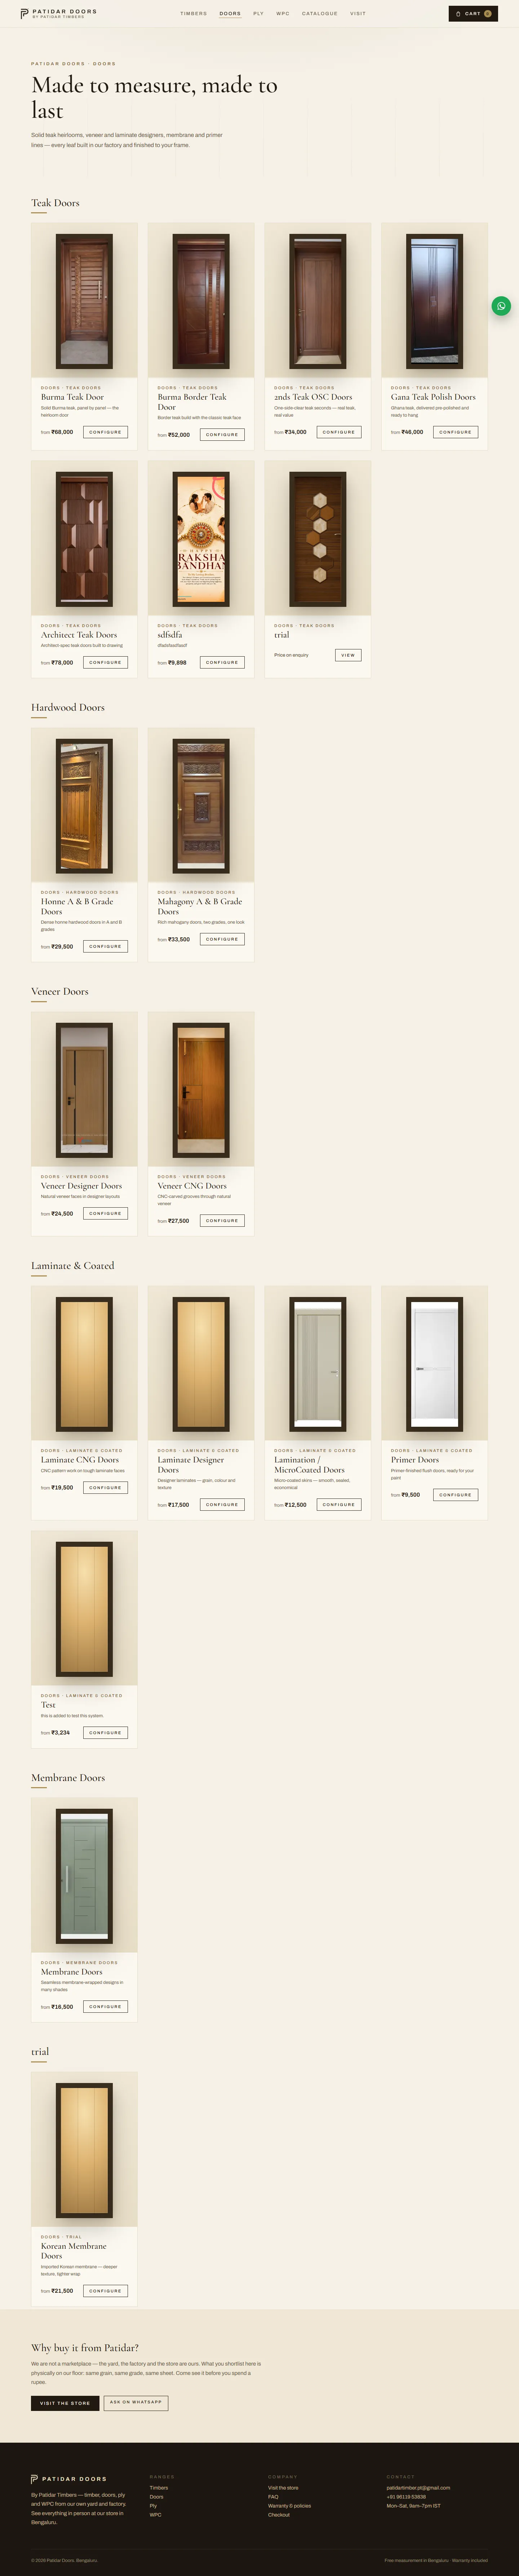 PATIDAR DOORS
BY PATIDAR TIMBERS
TIMBERS DOORS PLY WPC CATALOGUE VISIT
CART
PATIDAR DOORS · DOORS
Made to measure, made to
last
Solid teak heirlooms, veneer and laminate designers, membrane and primer
lines — every leaf built in our factory and finished to your frame.
Teak Doors
DOORS · TEAK DOORS
Burma Teak Door
Solid Burma teak, panel by panel — the
heirloom door
from ₹68,000 CONFIGURE
DOORS · TEAK DOORS
Burma Border Teak
Door
Border teak build with the classic teak face
from ₹52,000 CONFIGURE
DOORS · TEAK DOORS
2nds Teak OSC Doors
One-side-clear teak seconds — real teak,
real value
from ₹34,000 CONFIGURE
DOORS · TEAK DOORS
Gana Teak Polish Doors
Ghana teak, delivered pre-polished and
ready to hang
from ₹46,000 CONFIGURE
DOORS · TEAK DOORS
Architect Teak Doors
Architect-spec teak doors built to drawing
from ₹78,000 CONFIGURE
HAPPY
RAKSHA
BANDHAN
DOORS · TEAK DOORS
sdfsdfa
from ₹9,898 CONFIGURE
DOORS · TEAK DOORS
trial
Price on enquiry VIEW
Hardwood Doors
DOORS · HARDWOOD DOORS
Honne A & B Grade
Doors
Dense honne hardwood doors in A and B
grades
from ₹29,500 CONFIGURE
DOORS · HARDWOOD DOORS
Mahagony A & B Grade
Doors
Rich mahogany doors, two grades, one look
from ₹33,500 CONFIGURE
Veneer Doors
DOORS · VENEER DOORS
Veneer Designer Doors
Natural veneer faces in designer layouts
from ₹24,500 CONFIGURE
DOORS · VENEER DOORS
Veneer CNG Doors
CNC-carved grooves through natural
veneer
from ₹27,500 CONFIGURE
Laminate & Coated
DOORS · LAMINATE & COATED
Laminate CNG Doors
CNC pattern work on tough laminate faces
from ₹19,500 CONFIGURE
DOORS · LAMINATE & COATED
Laminate Designer
Doors
Designer laminates — grain, colour and
texture
from ₹17,500 CONFIGURE
DOORS · LAMINATE & COATED
Lamination /
MicroCoated Doors
Micro-coated skins — smooth, sealed,
economical
from ₹12,500 CONFIGURE
DOORS · LAMINATE & COATED
Primer Doors
Primer-finished flush doors, ready for your
paint
from ₹9,500 CONFIGURE
DOORS · LAMINATE & COATED
Test
this is added to test this system.
from ₹3,234 CONFIGURE
Membrane Doors
DOORS · MEMBRANE DOORS
Membrane Doors
Seamless membrane-wrapped designs in
many shades
from ₹16,500 CONFIGURE
trial
DOORS · TRIAL
Korean Membrane
Doors
Imported Korean membrane — deeper
texture, tighter wrap
from ₹21,500 CONFIGURE
Why buy it from Patidar?
We are not a marketplace — the yard, the factory and the store are ours. What you shortlist here is
physically on our floor: same grain, same grade, same sheet. Come see it before you spend a
rupee.
VISIT THE STORE ASK ON WHATSAPP
PATIDAR DOORS
By Patidar Timbers — timber, doors, ply
and WPC from our own yard and factory.
See everything in person at our store in
Bengaluru.
RANGES
Timbers
Doors
Ply
WPC
COMPANY
Visit the store
FAQ
Warranty & policies
Checkout
CONTACT
patidartimber.pt@gmail.com
+91 96119 53638
Mon–Sat, 9am–7pm IST
© 2026 Patidar Doors, Bengaluru
Free measurement in Bengaluru · Warranty included